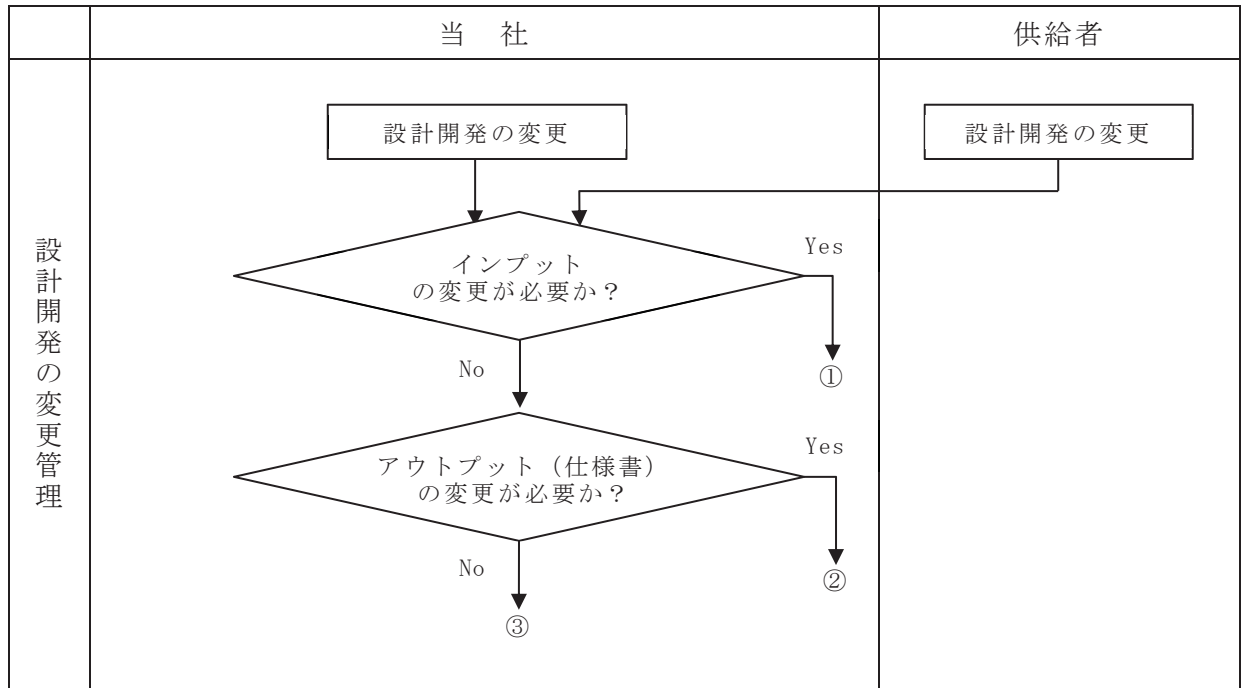 当 社
供給者
設計開発の変更管理
設計開発の変更
設計開発の変更
インプット
の変更が必要か？
Yes
①
No
アウトプット（仕様書）
の変更が必要か？
Yes
②
No
③